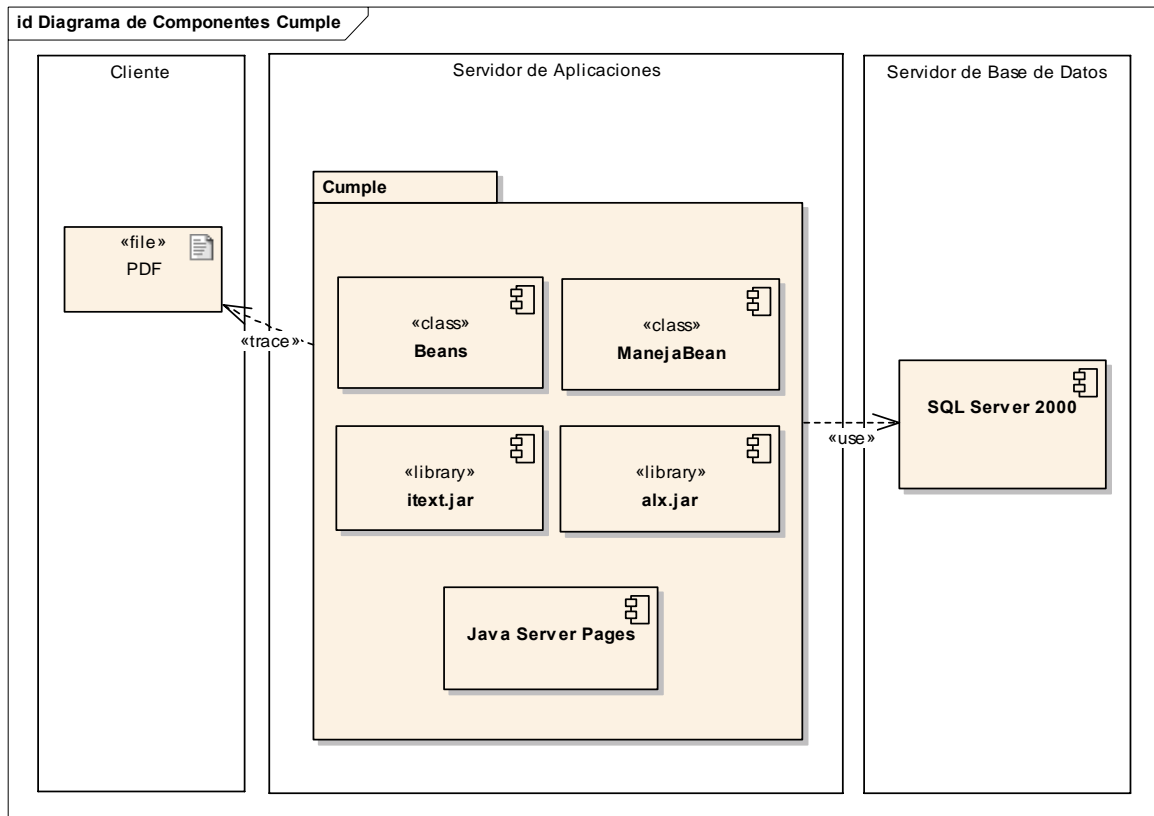 id Diagrama de Componentes Cumple
Cliente
Servidor de Aplicaciones
Servidor de Base de Datos
Cumple
«file»
PDF
«class»
Beans
«class»
ManejaBean
«trace»
SQL Server 2000
«use»
«library»
itext.jar
«library»
alx.jar
Java Server Pages